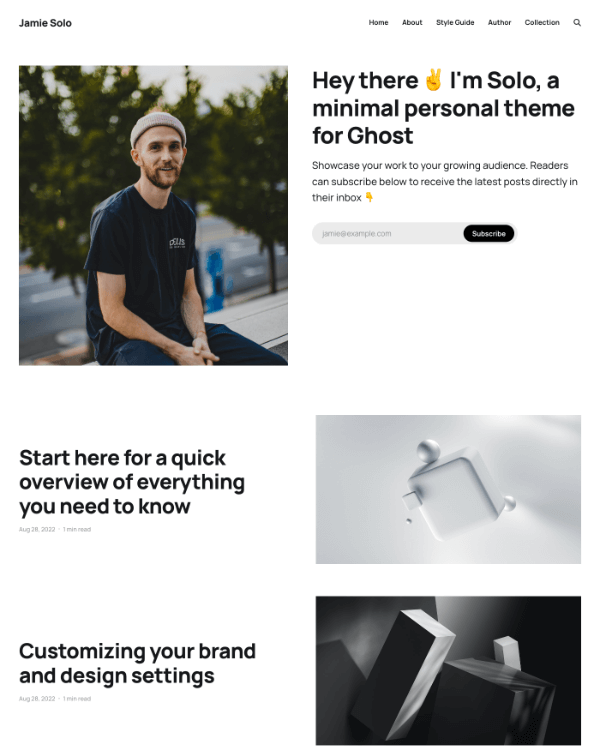 Jamie Solo
Home About Style Guide Author Collection
Hey there ✌️ I'm Solo, a
minimal personal theme
for Ghost
Showcase your work to your growing audience. Readers
can subscribe below to receive the latest posts directly in
their inbox 👇
jamie@example.com Subscribe
Start here for a quick
overview of everything
you need to know
Aug 28, 2022 · 1 min read
Customizing your brand
and design settings
Aug 28, 2022 · 1 min read